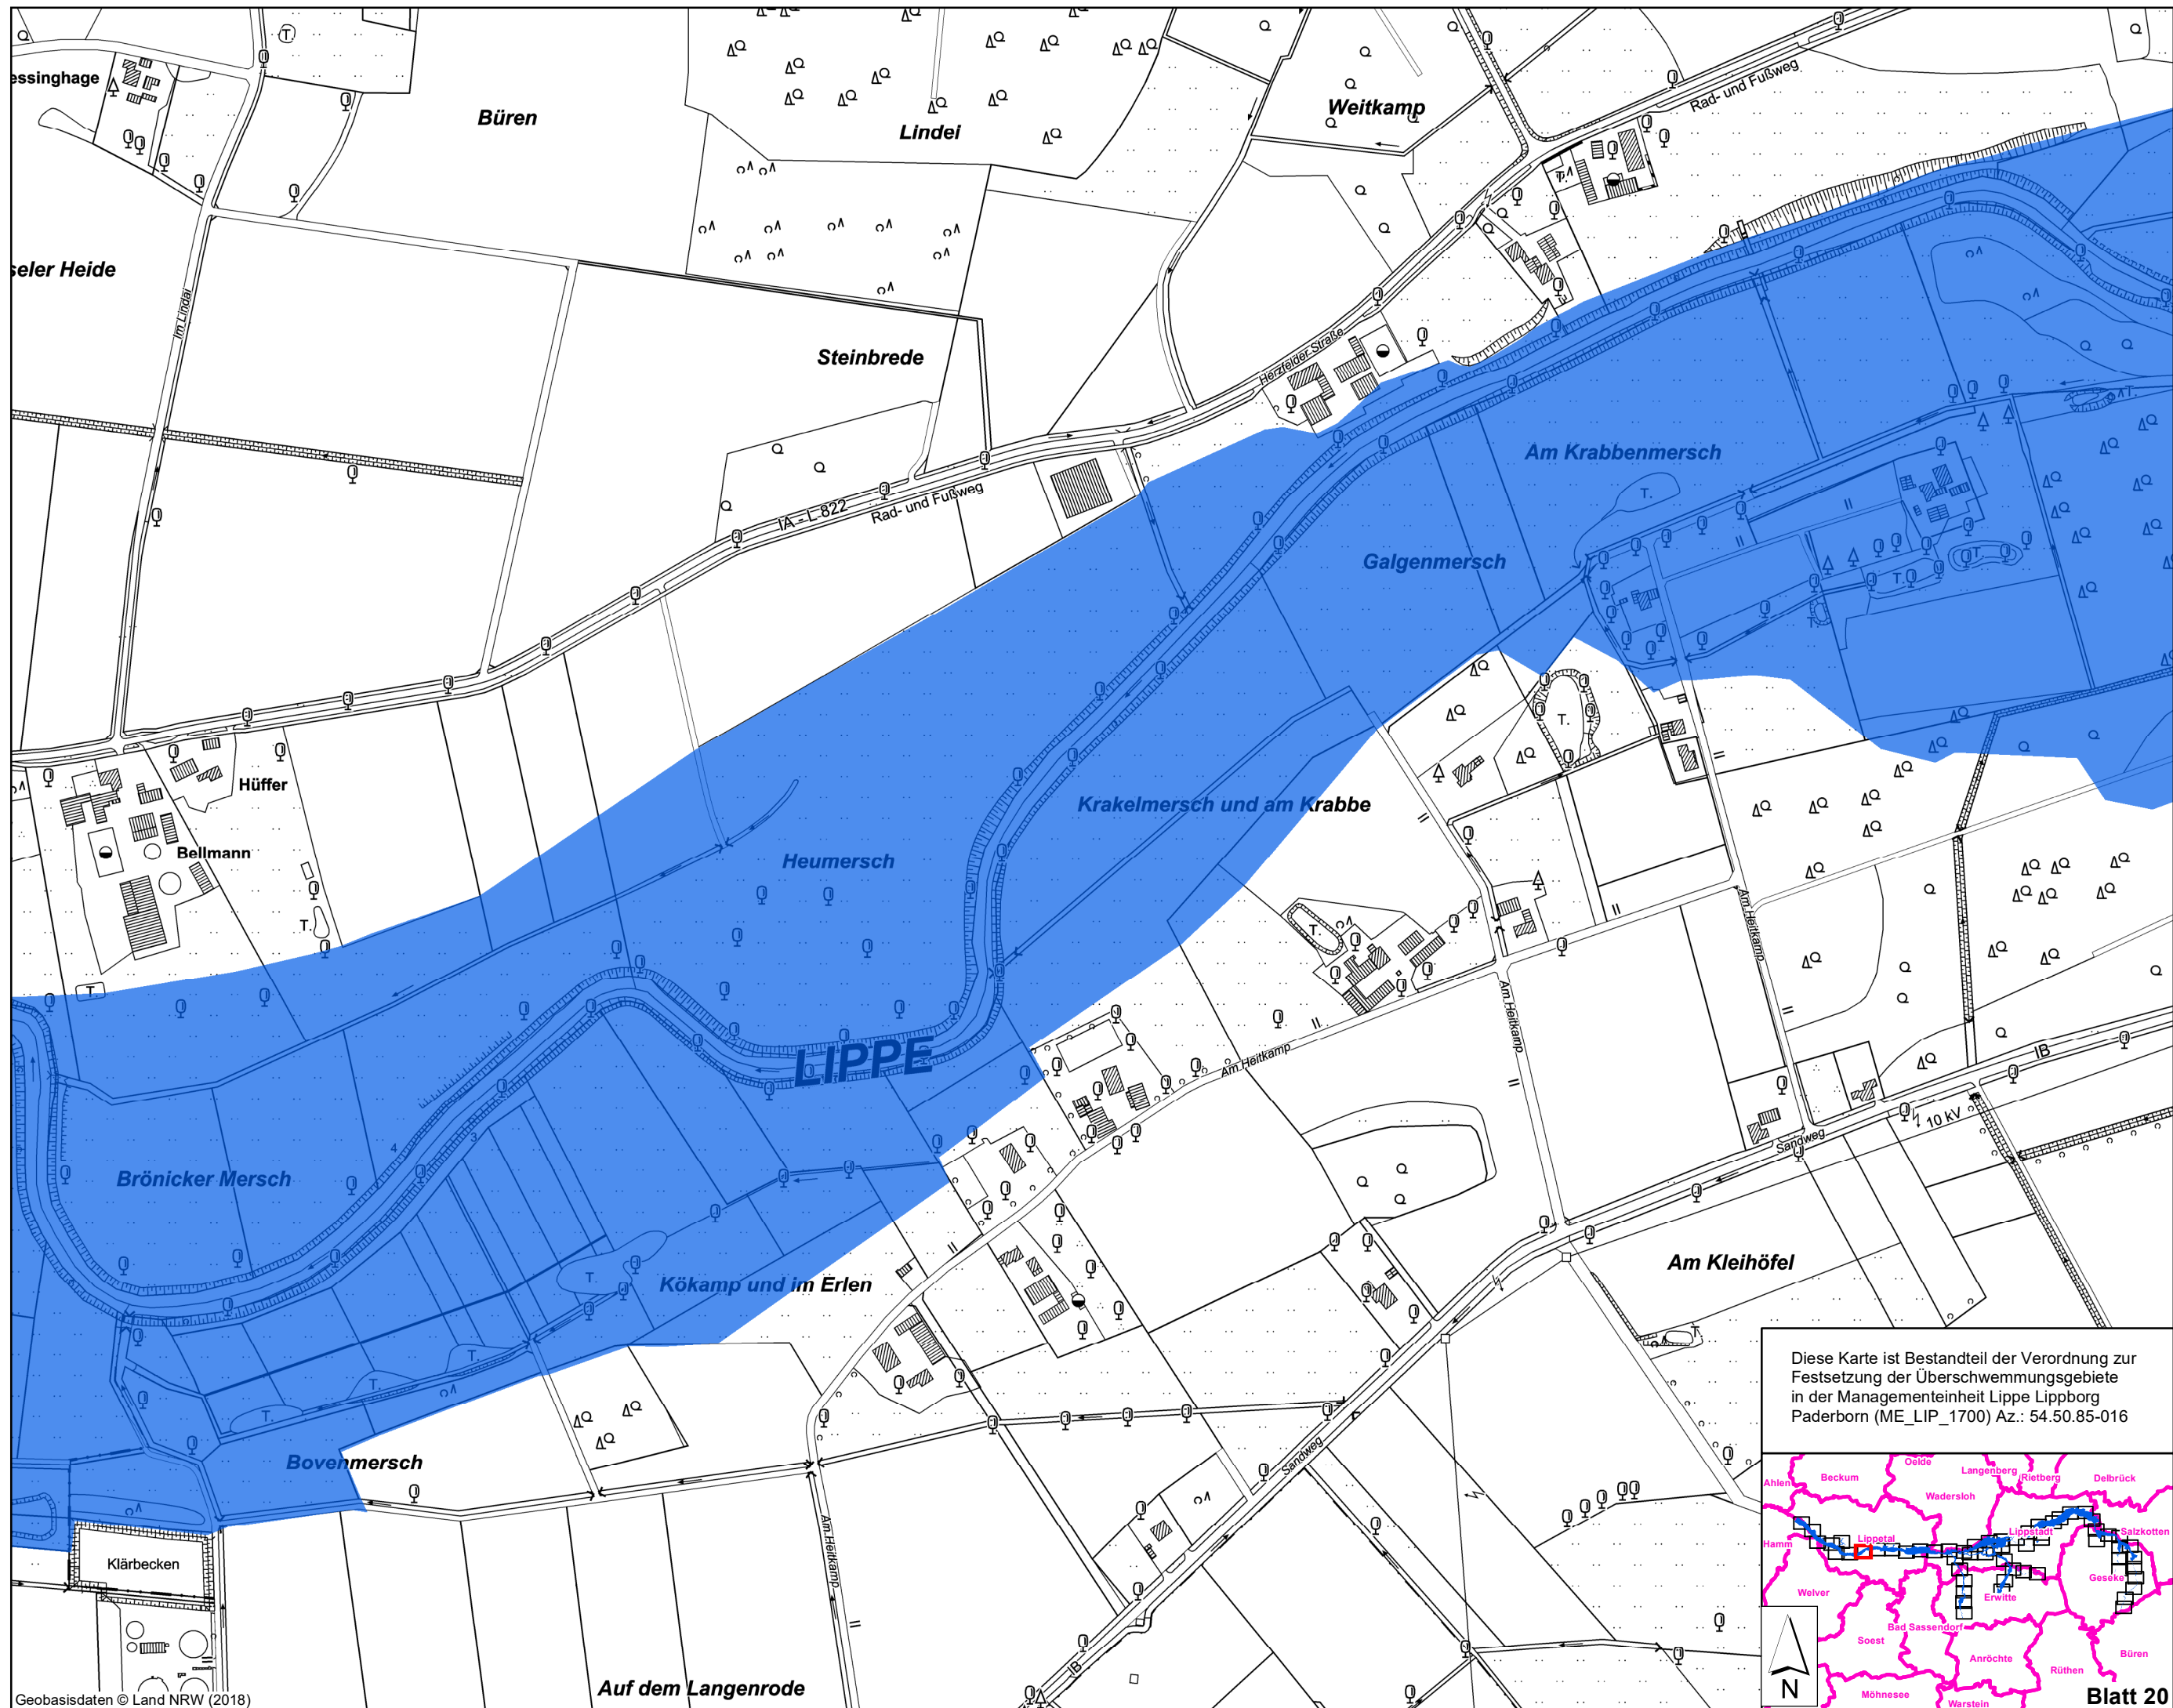 essinghage
T.
Büren
Lindei
Weitkamp
Rad- und Fußweg
seler Heide
Im Lindai
Steinbrede
Herzfelder Straße
T.
Am Krabbenmersch
T.
T.
IA - L 822
Rad- und Fußweg
Galgenmersch
T.
T.
T.
T.
Hüffer
Bellmann
Heumersch
Krakelmersch und am Krabbe
T.
T.
T.
Am Heitkamp
Am Heitkamp
Am Heitkamp
LIPPE
IB
10 kV
Sandweg
4
3
Brönicker Mersch
T.
Kökamp und im Erlen
Am Kleihöfel
T.
T.
T.
T.
Bovenmersch
Sandweg
Am Heitkamp
Klärbecken
IB
Auf dem Langenrode
Geobasisdaten © Land NRW (2018)
Diese Karte ist Bestandteil der Verordnung zur
Festsetzung der Überschwemmungsgebiete
in der Managementeinheit Lippe Lippborg
Paderborn (ME_LIP_1700) Az.: 54.50.85-016
Oelde
Ahlen
Beckum
Langenberg
Rietberg
Delbrück
Wadersloh
Lippetal
Lippstadt
Salzkotten
Hamm
Geseke
Welver
Erwitte
Bad Sassendorf
Soest
Anröchte
Rüthen
Büren
Möhnesee
Warstein
N
Blatt 20